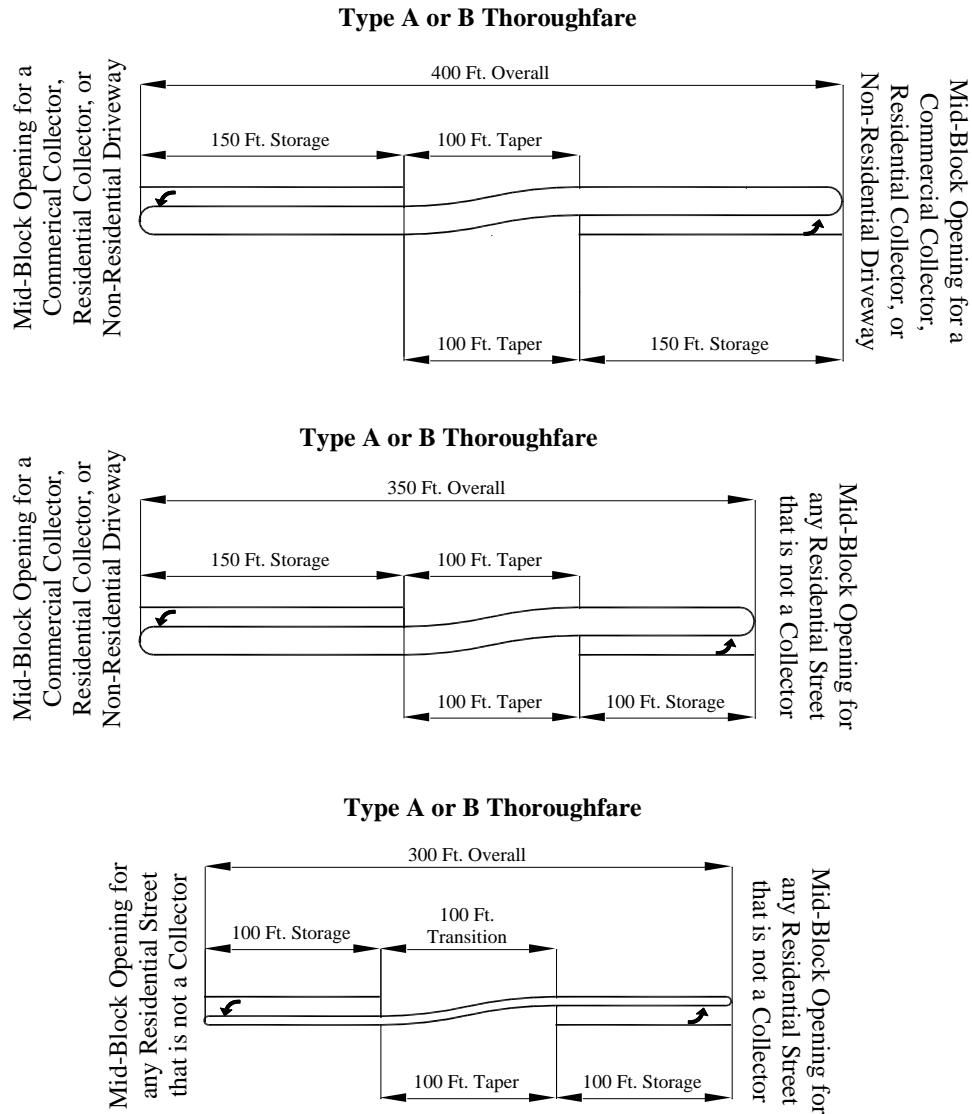 Type A or B Thoroughfare
Mid-Block Opening for a
Commerical Collector,
Residential Collector, or
Non-Residential Driveway
400 Ft. Overall
150 Ft. Storage
100 Ft. Taper
100 Ft. Taper
150 Ft. Storage
Mid-Block Opening for a
Commercial Collector,
Residential Collector, or
Non-Residential Driveway
Type A or B Thoroughfare
Mid-Block Opening for a
Commercial Collector,
Residential Collector, or
Non-Residential Driveway
350 Ft. Overall
150 Ft. Storage
100 Ft. Taper
100 Ft. Taper
100 Ft. Storage
Mid-Block Opening for
any Residential Street
that is not a Collector
Type A or B Thoroughfare
Mid-Block Opening for
any Residential Street
that is not a Collector
300 Ft. Overall
100 Ft. Storage
100 Ft.
Transition
100 Ft. Taper
100 Ft. Storage
Mid-Block Opening for
any Residential Street
that is not a Collector